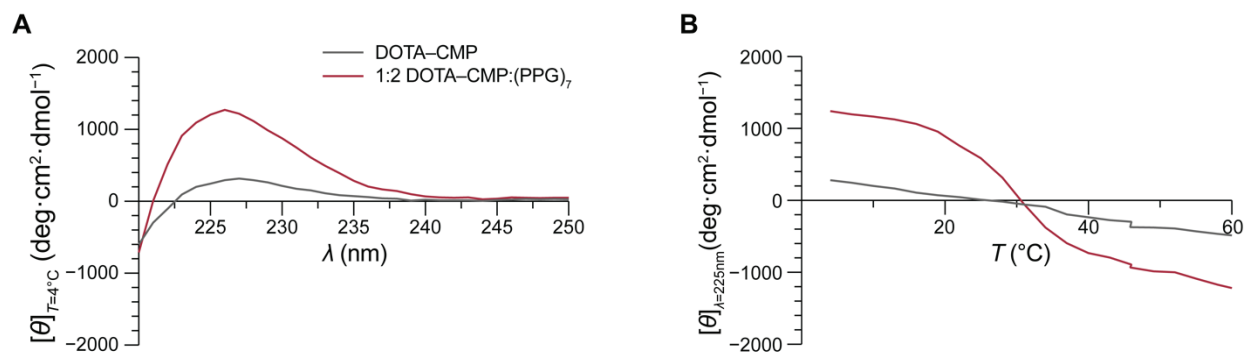 A
[θ]T=4°C (deg·cm²·dmol⁻¹)
2000
1000
0
−1000
−2000
225
230
235
240
245
250
λ (nm)
DOTA–CMP
1:2 DOTA–CMP:(PPG)₇
B
[θ]λ=225nm(deg·cm²·dmol⁻¹)
2000
1000
0
−1000
−2000
20
40
60
T (°C)